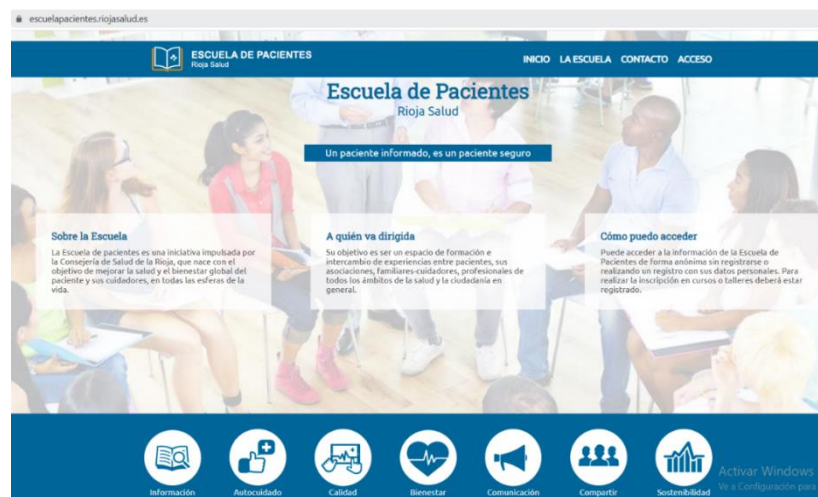 escuelapacientes.riojasalud.es
ESCUELA DE PACIENTES
Rioja Salud
INICIO LA ESCUELA CONTACTO ACCESO
Escuela de Pacientes
Rioja Salud
Un paciente informado, es un paciente seguro
Sobre la Escuela
La Escuela de pacientes es una iniciativa impulsada por
la Consejería de Salud de la Rioja, que nace con el
objetivo de mejorar la salud y el bienestar global del
paciente y sus cuidadores, en todas las esferas de la
vida.
A quién va dirigida
Su objetivo es ser un espacio de formación e
intercambio de experiencias entre pacientes, sus
asociaciones, familiares-cuidadores, profesionales de
todos los ámbitos de la salud y la ciudadanía en
general.
Cómo puedo acceder
Puede acceder a la información de la Escuela de
Pacientes de forma anónima sin registrarse o
realizando un registro con sus datos personales. Para
realizar la inscripción en cursos o talleres deberá estar
registrado.
Información Autocuidado Calidad Bienestar Comunicación Compartir Sostenibilidad
Activar Windows
Ve a Configuración para